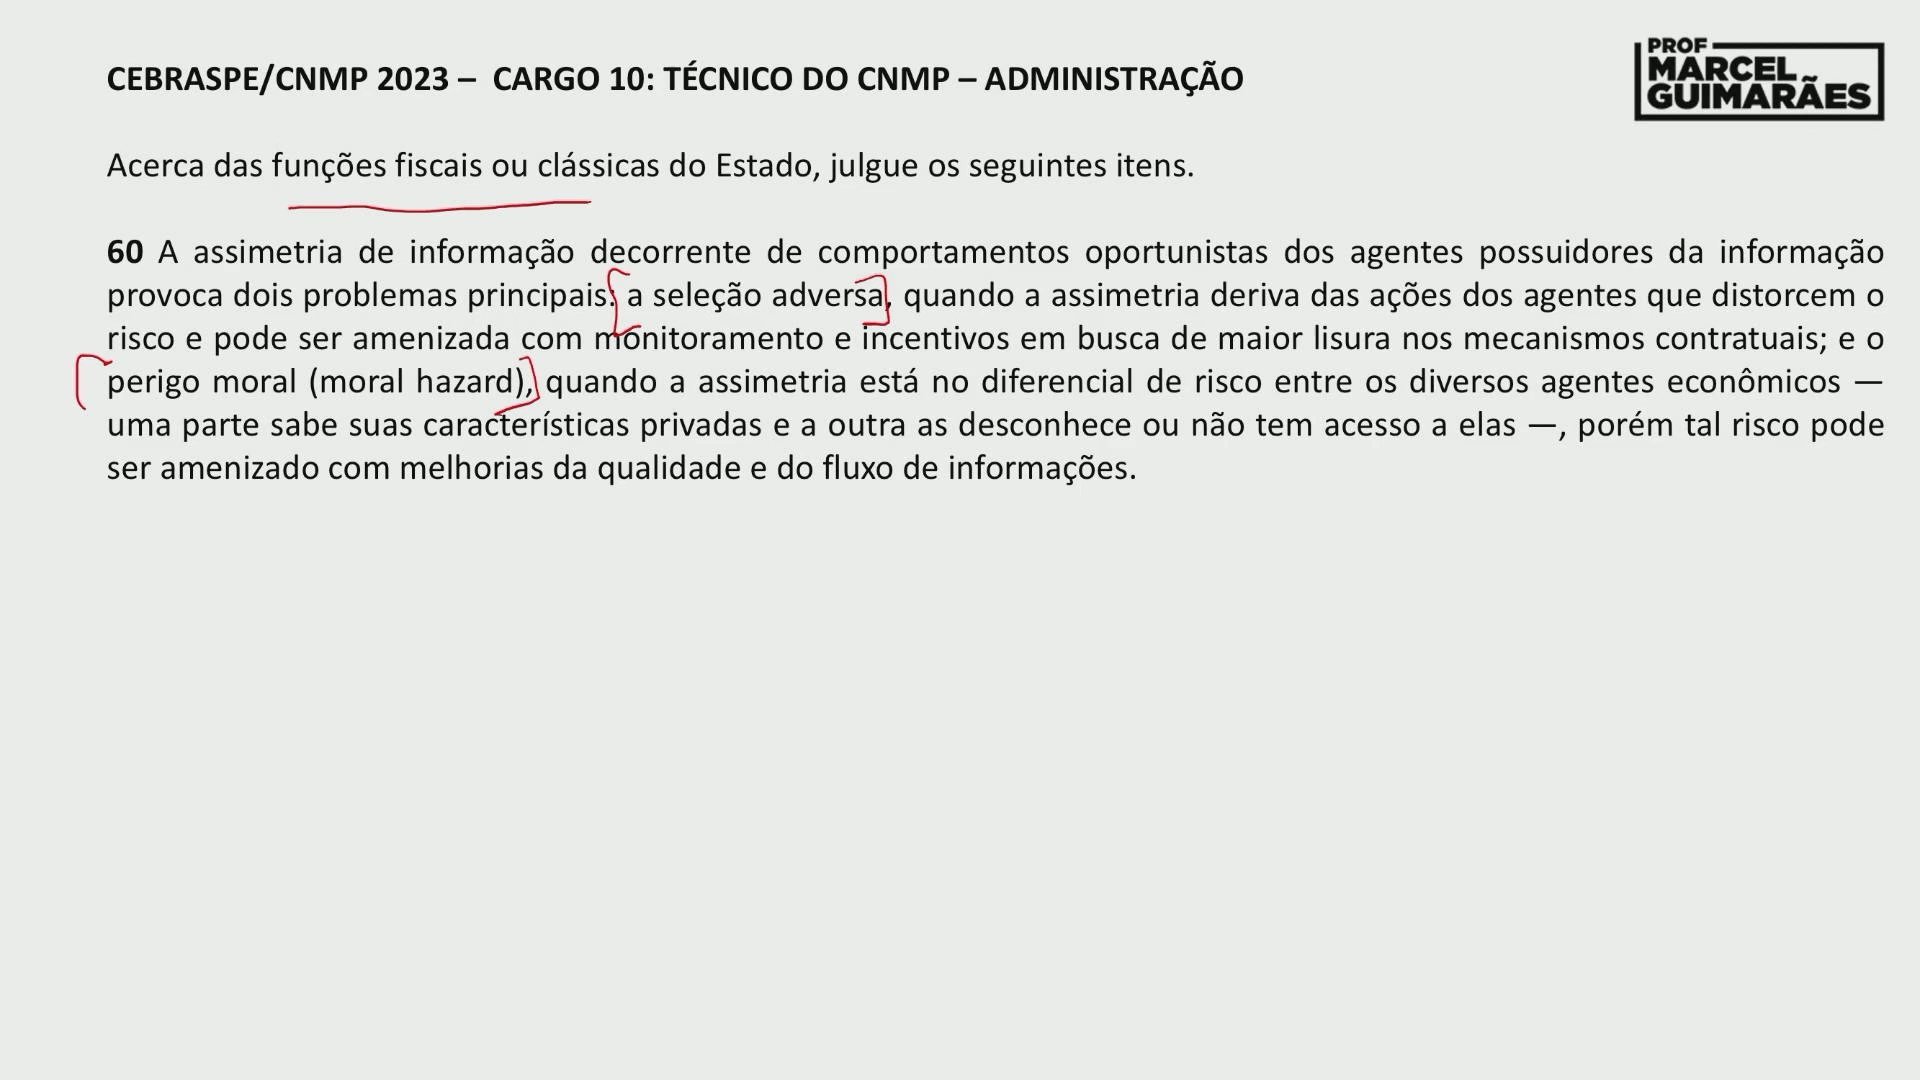 PROF
MARCEL
GUIMARÃES
CEBRASPE/CNMP 2023 – CARGO 10: TÉCNICO DO CNMP – ADMINISTRAÇÃO
Acerca das funções fiscais ou clássicas do Estado, julgue os seguintes itens.
60 A assimetria de informação decorrente de comportamentos oportunistas dos agentes possuidores da informação
provoca dois problemas principais: a seleção adversa, quando a assimetria deriva das ações dos agentes que distorcem o
risco e pode ser amenizada com monitoramento e incentivos em busca de maior lisura nos mecanismos contratuais; e o
perigo moral (moral hazard), quando a assimetria está no diferencial de risco entre os diversos agentes econômicos —
uma parte sabe suas características privadas e a outra as desconhece ou não tem acesso a elas —, porém tal risco pode
ser amenizado com melhorias da qualidade e do fluxo de informações.